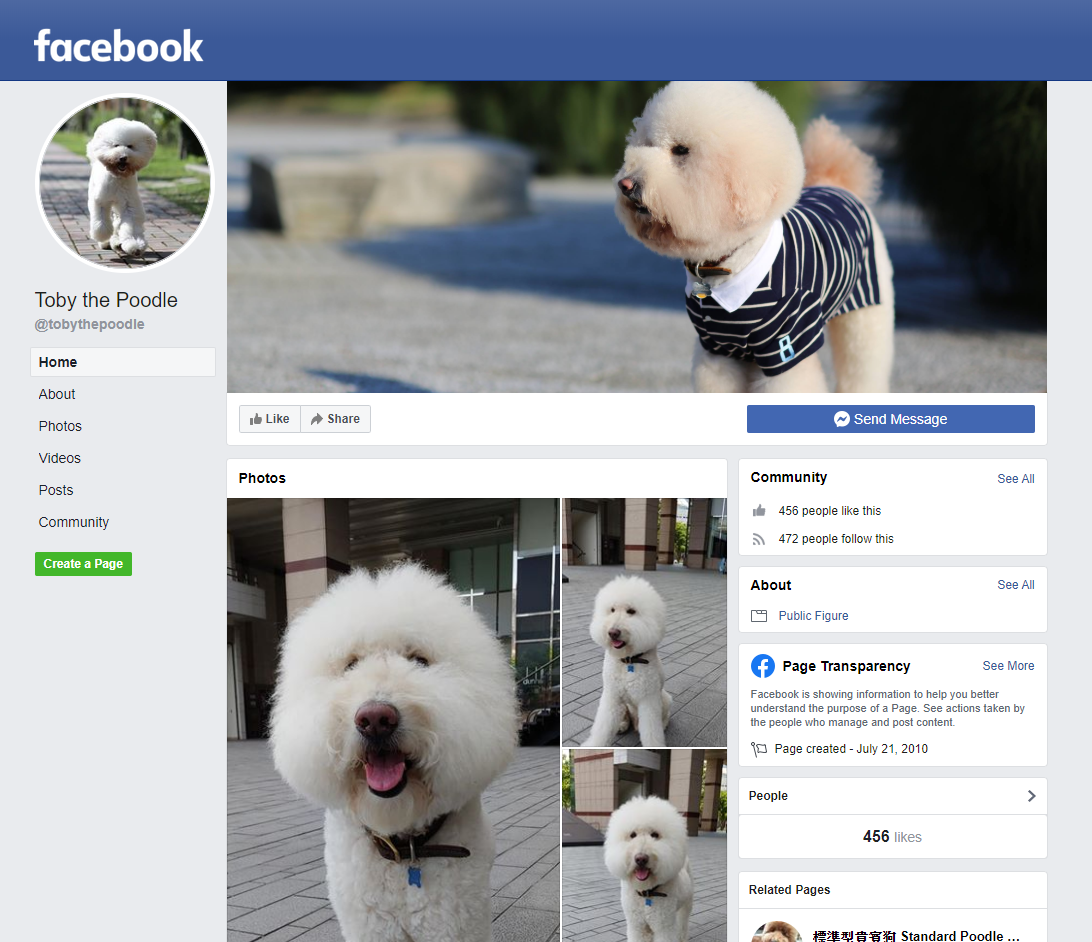 facebook
Toby the Poodle
@tobythepoodle
Home
About
Photos
Videos
Posts
Community
Create a Page
8
Like
Share
Send Message
Photos
Community
See All
456 people like this
472 people follow this
About
See All
Public Figure
Page Transparency
See More
Facebook is showing information to help you better
understand the purpose of a Page. See actions taken by
the people who manage and post content.
Page created - July 21, 2010
People
456 likes
Related Pages
標準型貴賓狗 Standard Poodle ...